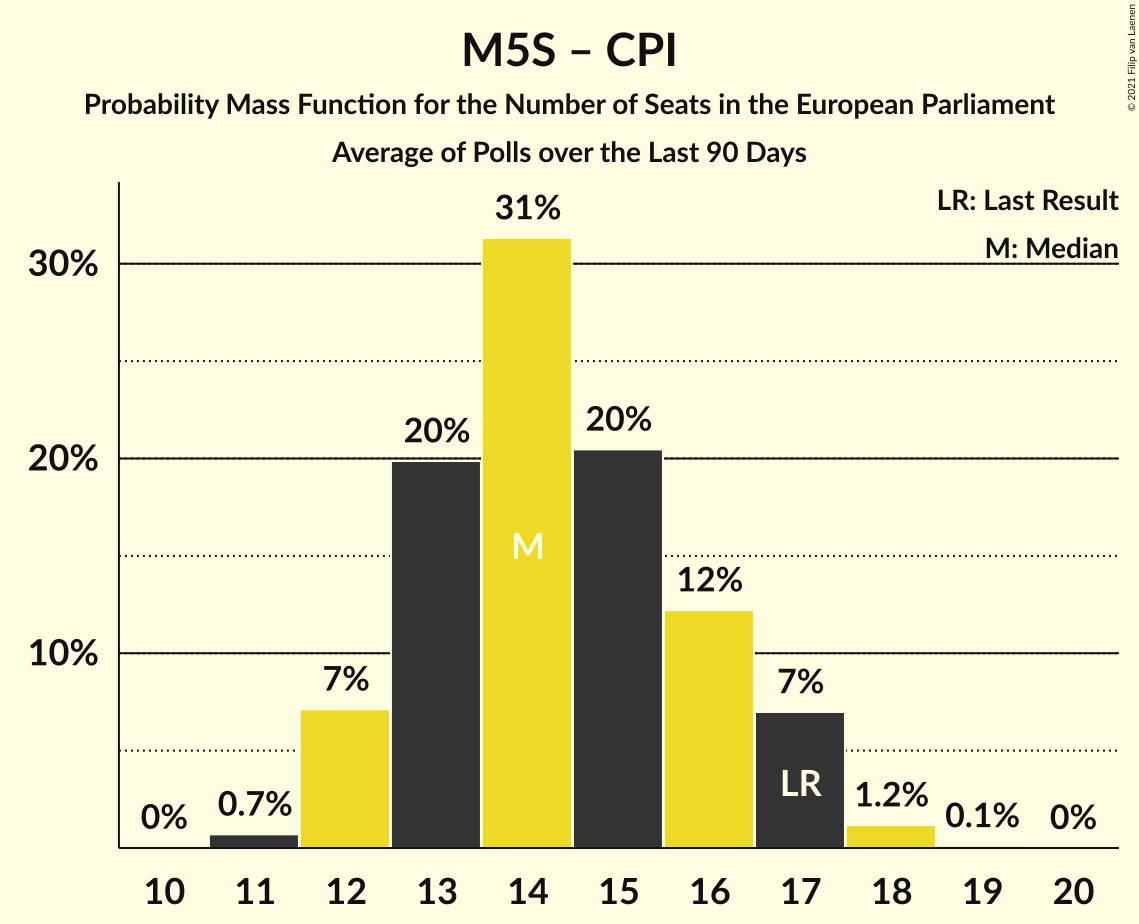 © 2021 Filip van Laenen
M5S – CPI
Probability Mass Function for the Number of Seats in the European Parliament
Average of Polls over the Last 90 Days
LR: Last Result
M: Median
30%
20%
10%
0%
0.7%
7%
20%
31%
20%
12%
7%
1.2%
0.1%
0%
M
LR
10 11 12 13 14 15 16 17 18 19 20